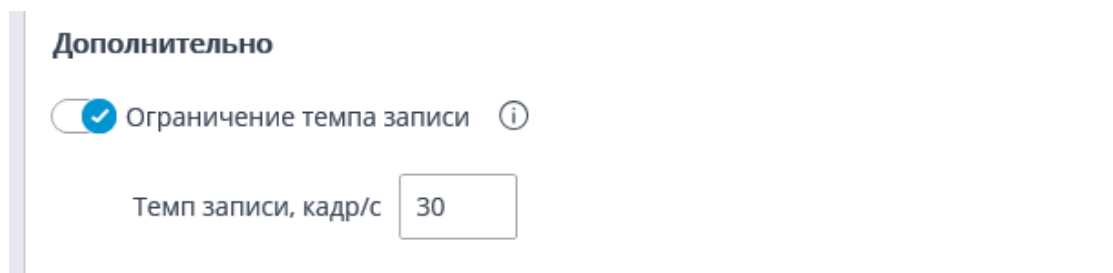 Дополнительно
Ограничение темпа записи
Темп записи, кадр/с 30